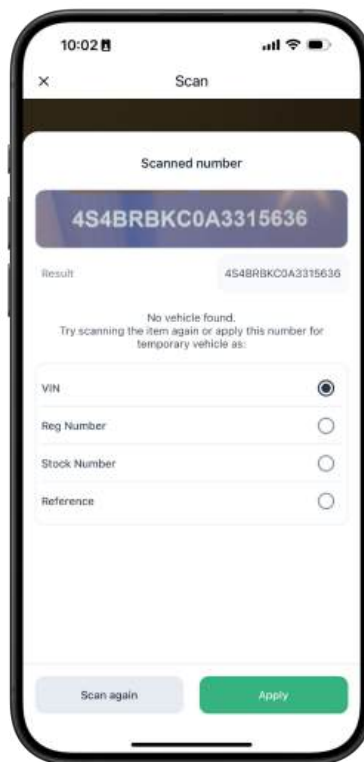 10:02
Scan
Scanned number
4S4BRBKC0A3315636
Result 4S4BRBKC0A3315636
No vehicle found.
Try scanning the item again or apply this number for
temporary vehicle as:
VIN
Reg Number
Stock Number
Reference
Scan again Apply